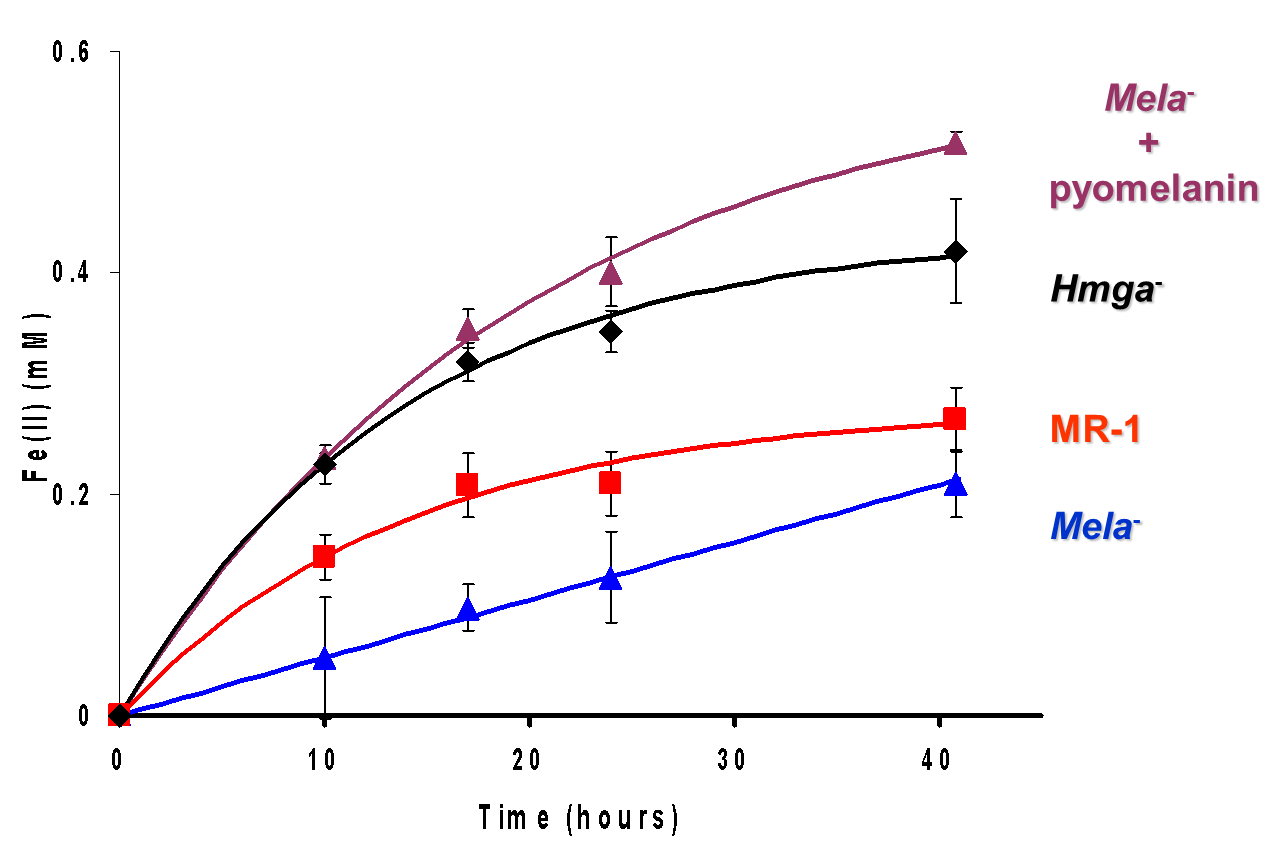 0.6
0.4
0.2
0
Fe(II) (mM)
0 10 20 30 40
Time (hours)
Mela-
+
pyomelanin
Hmga-
MR-1
Mela-